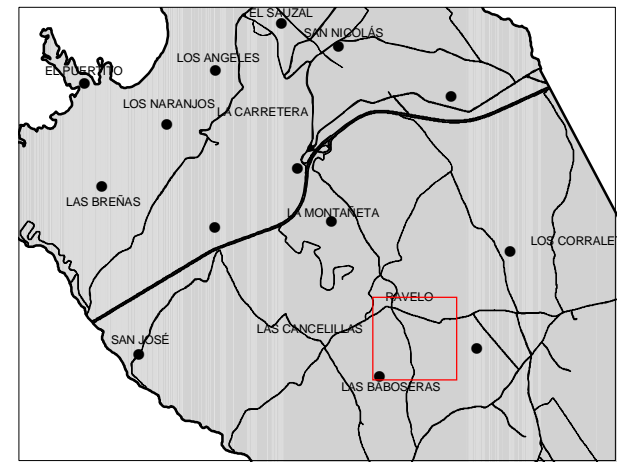 EL SAUZAL
SAN NICOLÁS
LOS ANGELES
EL PUERTITO
LOS NARANJOS
LA CARRETERA
LAS BREÑAS
LA MONTAÑETA
LOS CORRALE
RAVELO
LAS CANCELILLAS
SAN JOSÉ
LAS BABOSERAS